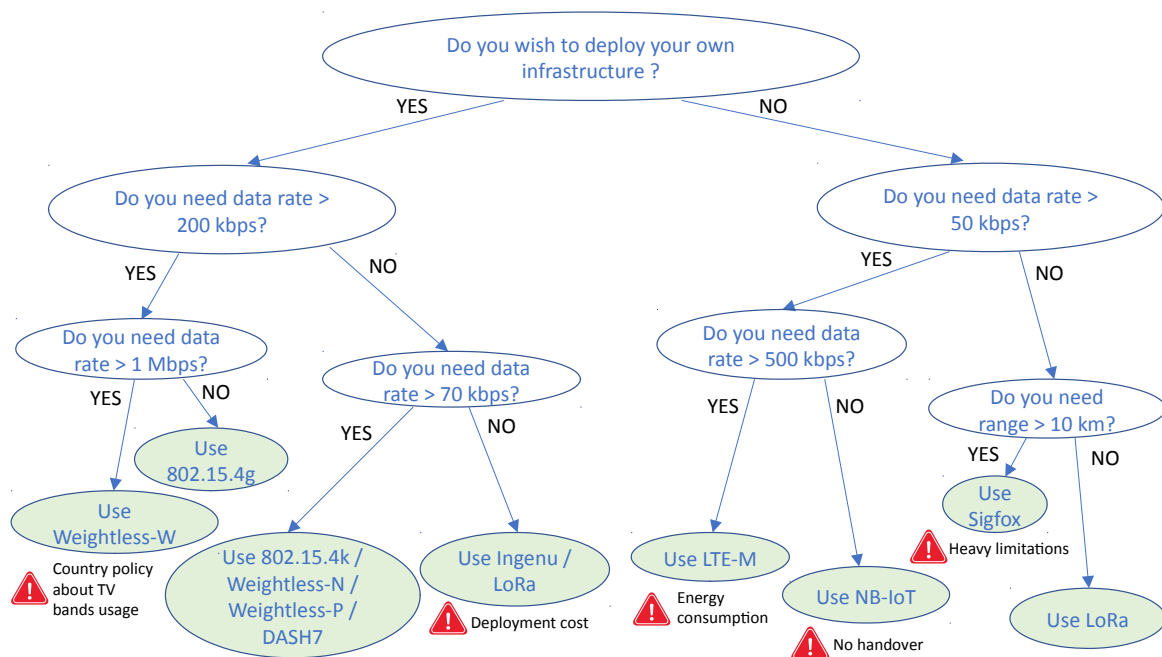 Do you wish to deploy your own
infrastructure ?
YES
NO
Do you need data rate >
200 kbps?
Do you need data rate >
50 kbps?
YES
NO
YES
NO
Do you need data
rate > 1 Mbps?
Do you need data
rate > 70 kbps?
Do you need data
rate > 500 kbps?
Do you need
range > 10 km?
YES
NO
YES
NO
YES
NO
YES
NO
Use
802.15.4g
Use
Weightless-W
Use 802.15.4k /
Weightless-N /
Weightless-P /
DASH7
Use Ingenu /
LoRa
Use LTE-M
Use NB-IoT
Use
Sigfox
Use LoRa
! Country policy
about TV
bands usage
! Deployment cost
! Energy
consumption
! No handover
! Heavy limitations